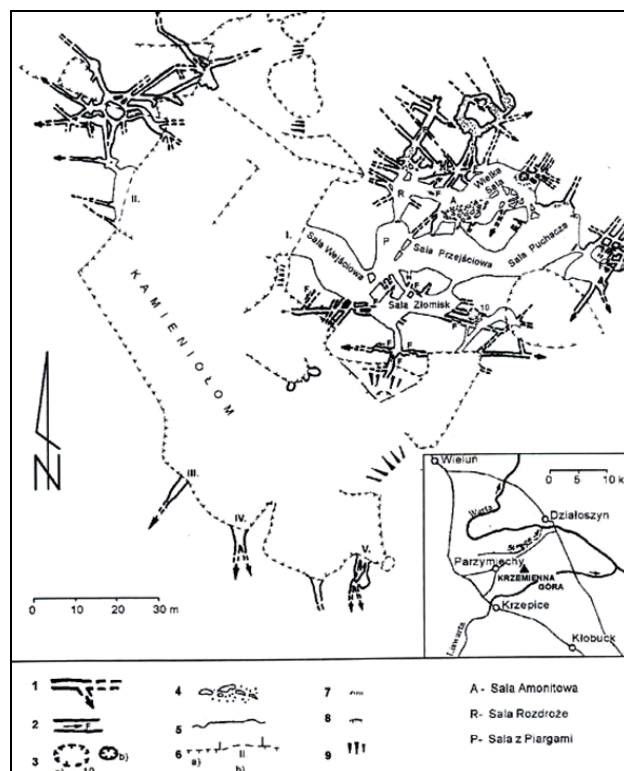 II.
R
F
A
Wielka
Sala
I.
P
Sala Wejściowa
Sala Przejściowa
Sala Puchacza
Sala Złomisk
10
F
F
F
F
F
KAMIENIOŁOM
N
III.
IV.
V.
0 10 20 30 m
0 5 10 k
Wieluń
Warta
Działoszyn
Parzymiechy
KRZEMIENNA
GÓRA
Krzepice
Kłobuck
1
2 F
3 a) 10 b)
4
5
6 a) II. b)
7
8
9
A - Sala Amonitowa
R- Sala Rozdroże
P- Sala z Piargami